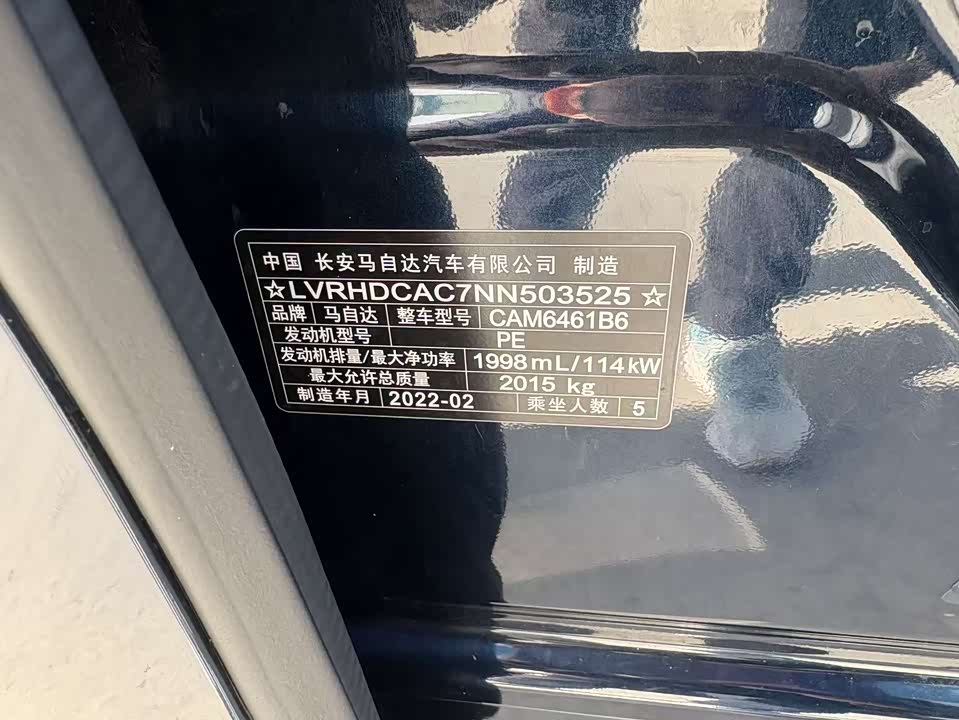 中国 长安马自达汽车有限公司 制造
☆LVRHDCAC7NN503525☆
品牌 马自达 整车型号 CAM6461B6
发动机型号 PE
发动机排量/最大净功率 1998mL/114kW
最大允许总质量 2015 kg
制造年月 2022-02 乘坐人数 5